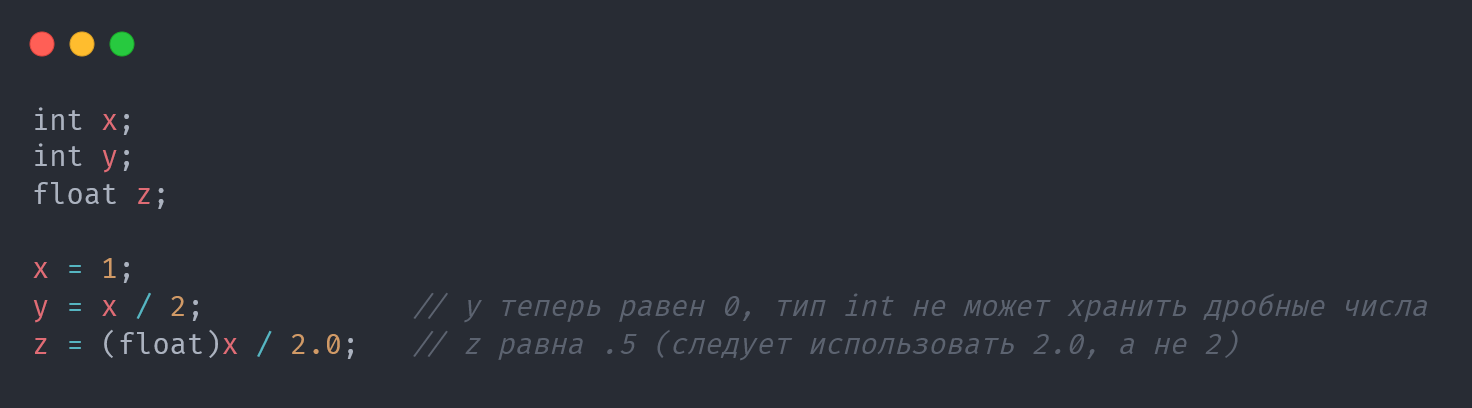 int x;
int y;
float z;
x = 1;
y = x / 2; // y теперь равен 0, тип int не может хранить дробные числа
z = (float)x / 2.0; // z равна .5 (следует использовать 2.0, а не 2)